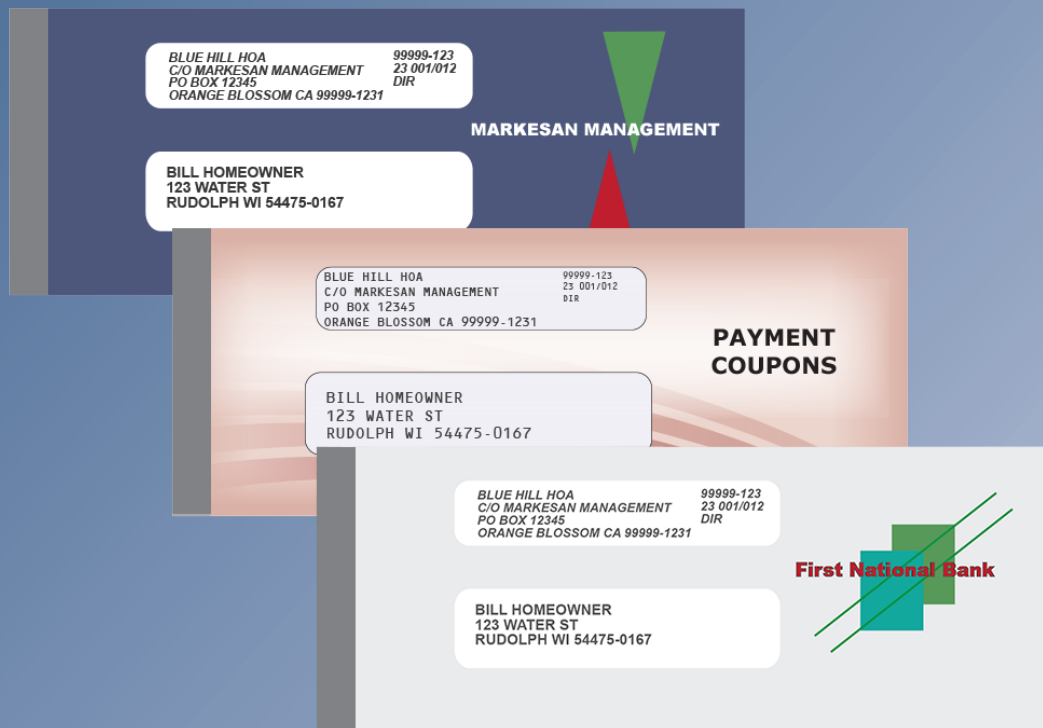 BLUE HILL HOA 99999-123
C/O MARKESAN MANAGEMENT 23 001/012
PO BOX 12345 DIR
ORANGE BLOSSOM CA 99999-1231
MARKESAN MANAGEMENT
BILL HOMEOWNER
123 WATER ST
RUDOLPH WI 54475-0167
BLUE HILL HOA 99999-123
C/O MARKESAN MANAGEMENT 23 001/012
PO BOX 12345 DIR
ORANGE BLOSSOM CA 99999-1231
PAYMENT
COUPONS
BILL HOMEOWNER
123 WATER ST
RUDOLPH WI 54475-0167
BLUE HILL HOA 99999-123
C/O MARKESAN MANAGEMENT 23 001/012
PO BOX 12345 DIR
ORANGE BLOSSOM CA 99999-1231
First National Bank
BILL HOMEOWNER
123 WATER ST
RUDOLPH WI 54475-0167